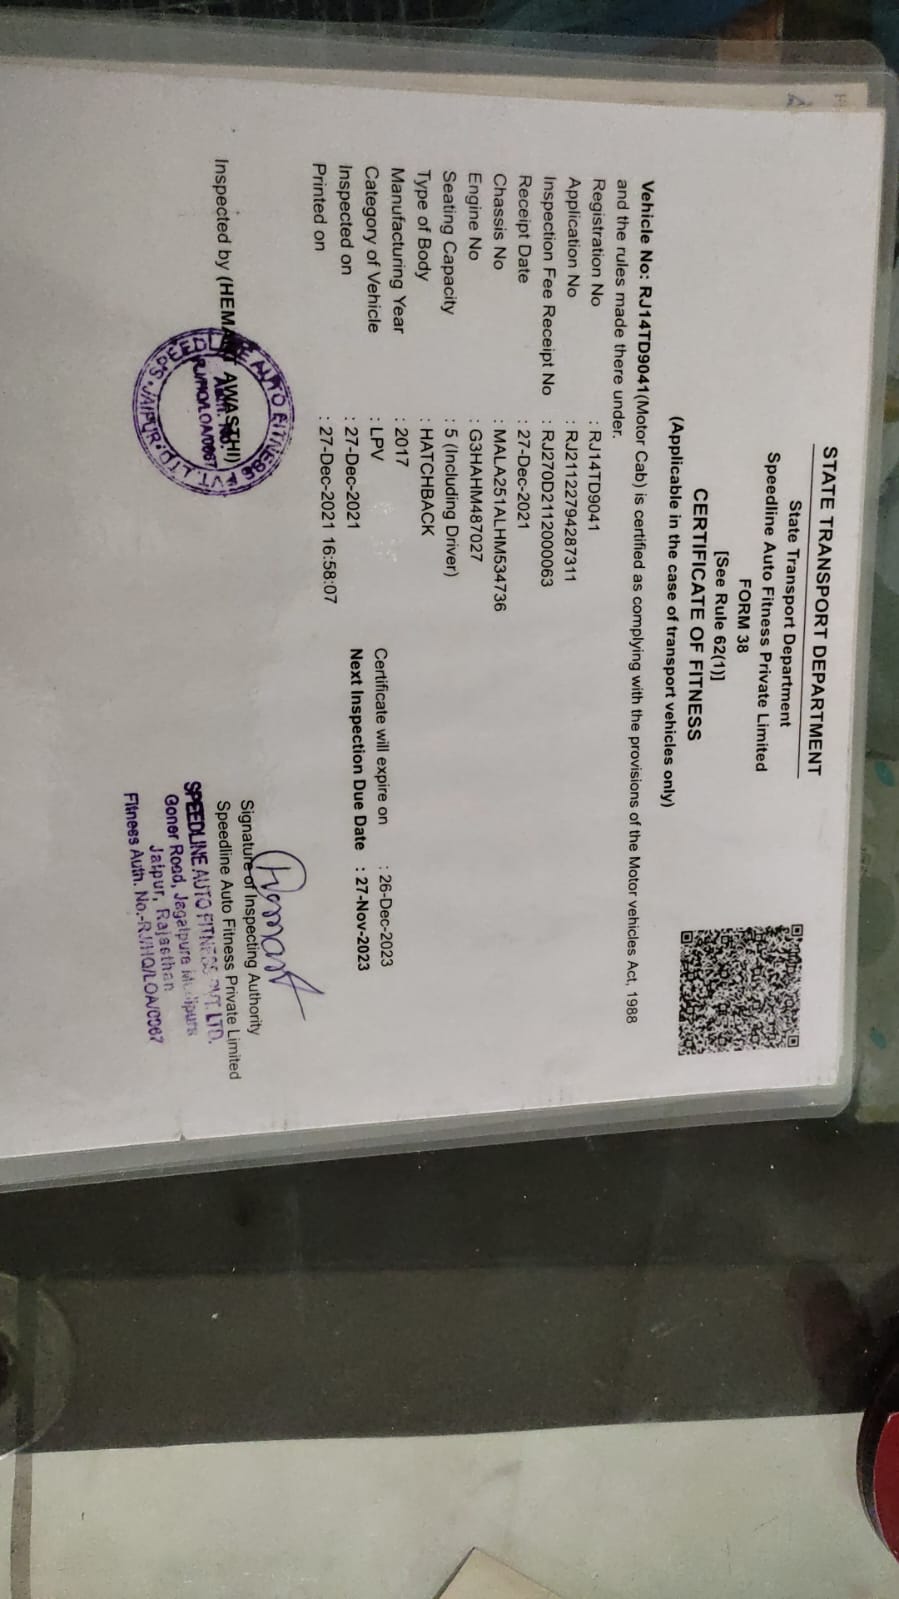 STATE TRANSPORT DEPARTMENT
State Transport Department
Speedline Auto Fitness Private Limited
FORM 38
[See Rule 62(1)]
CERTIFICATE OF FITNESS
(Applicable in the case of transport vehicles only)
Vehicle No: RJ14TD9041(Motor Cab) is certified as complying with the provisions of the Motor vehicles Act, 1988
and the rules made there under.
Registration No : RJ14TD9041
Application No : RJ21122794287311
Inspection Fee Receipt No : RJ270D2112000063
Receipt Date : 27-Dec-2021
Chassis No : MALA251ALHM534736
Engine No : G3HAHM487027
Seating Capacity : 5 (Including Driver)
Type of Body : HATCHBACK
Manufacturing Year : 2017
Category of Vehicle : LPV Certificate will expire on : 26-Dec-2023
Inspected on : 27-Dec-2021 Next Inspection Due Date : 27-Nov-2023
Printed on : 27-Dec-2021 16:58:07
Signature of Inspecting Authority
Inspected by (HEMANT AWASTHI) Speedline Auto Fitness Private Limited
SPEEDLINE AUTO FITNESS PVT. LTD.
JAIPUR
RJ/HQ/LOA/0067
SPEEDLINE AUTO FITNESS PVT. LTD.
Goner Road, Jagatpura
Jaipur, Rajasthan
Fitness Auth. No.-RJ/HQ/LOA/0067